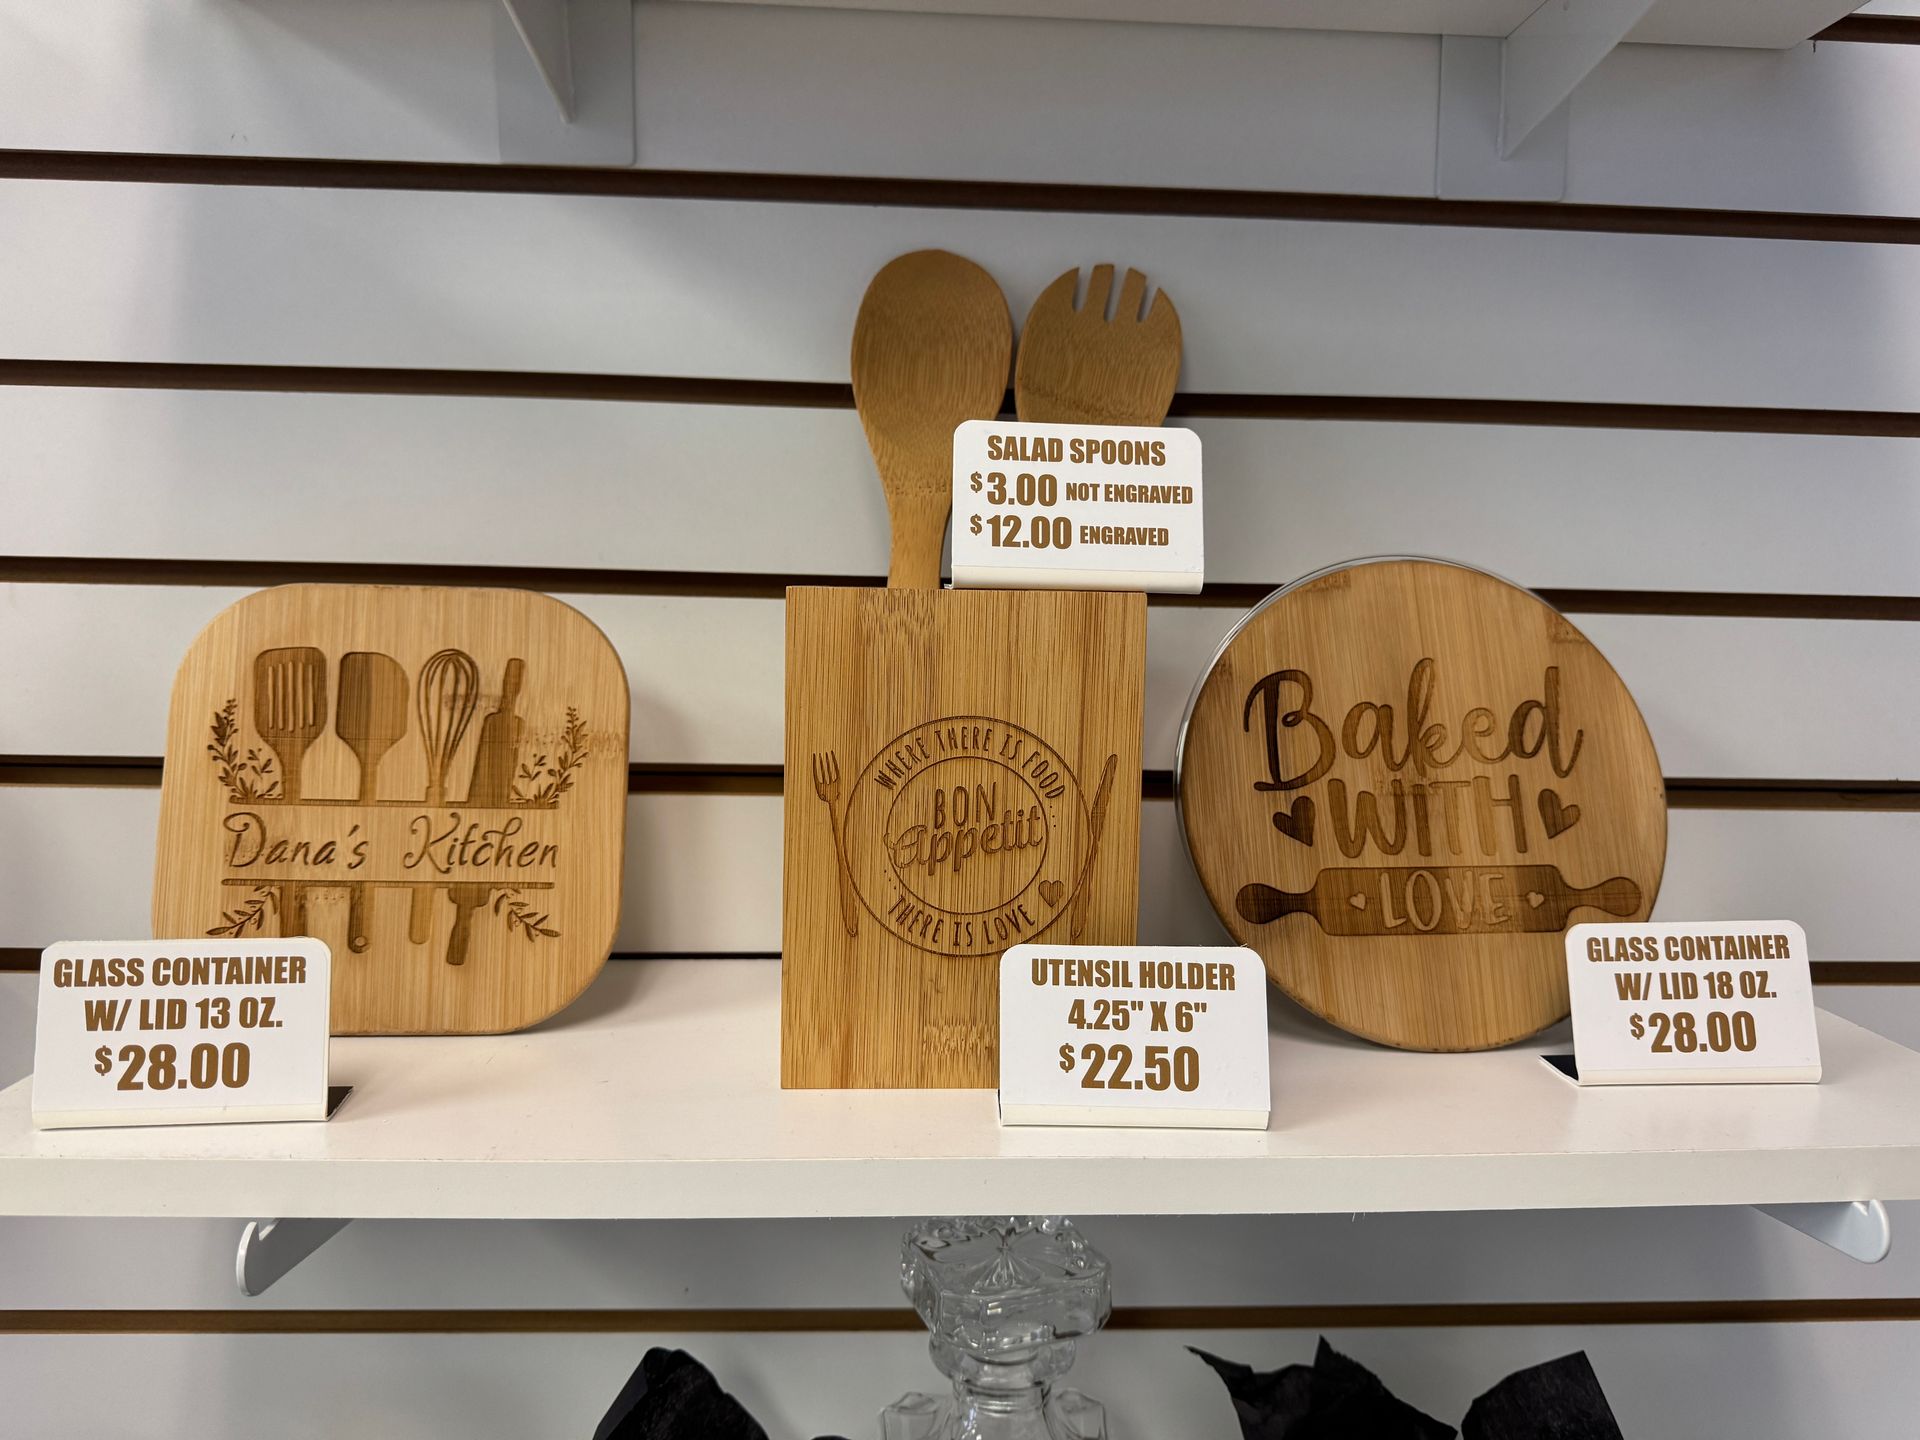 SALAD SPOONS
$3.00 NOT ENGRAVED
$12.00 ENGRAVED
Dana's Kitchen
GLASS CONTAINER
W/ LID 13 OZ.
$28.00
WHERE THERE IS FOOD...
BON
Appetit
...THERE IS LOVE
UTENSIL HOLDER
4.25" X 6"
$22.50
Baked
WITH
LOVE
GLASS CONTAINER
W/ LID 18 OZ.
$28.00